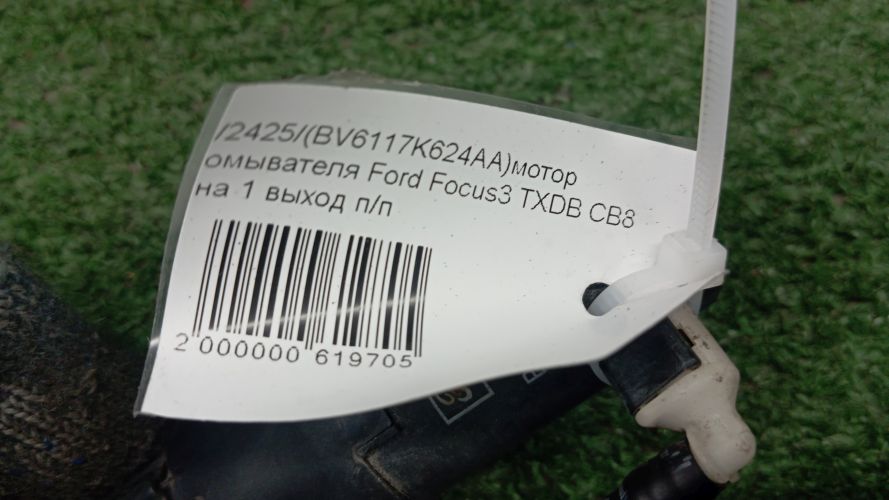 /2425/(BV6117K624AA)мотор
омывателя Ford Focus3 TXDB CB8
на 1 выход п/п
2 000000 619705